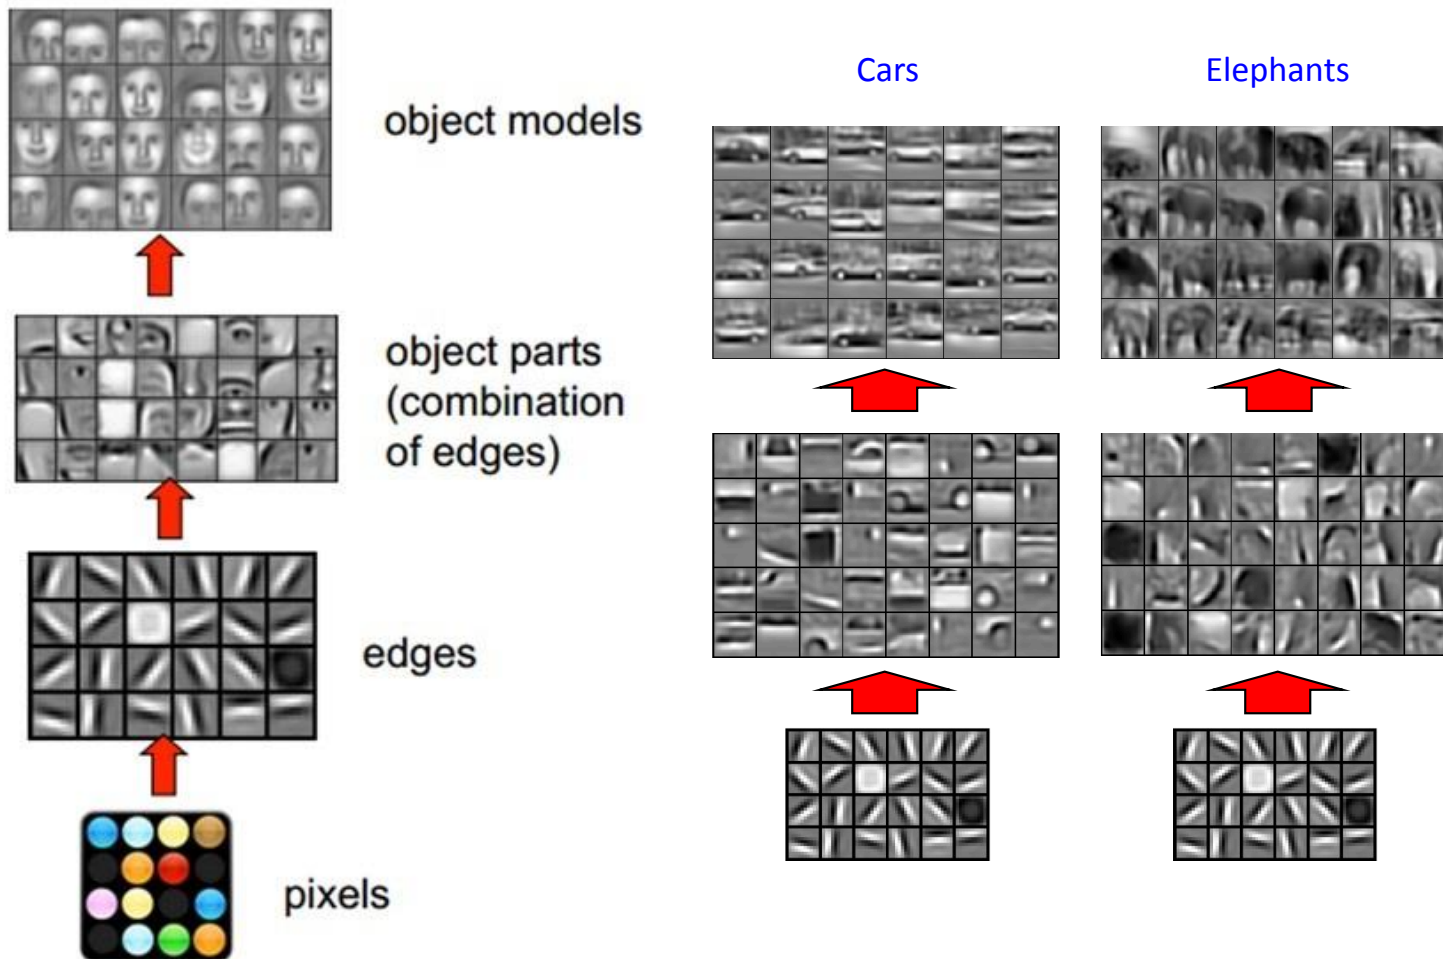 object models
object parts
(combination
of edges)
edges
pixels
Cars
Elephants